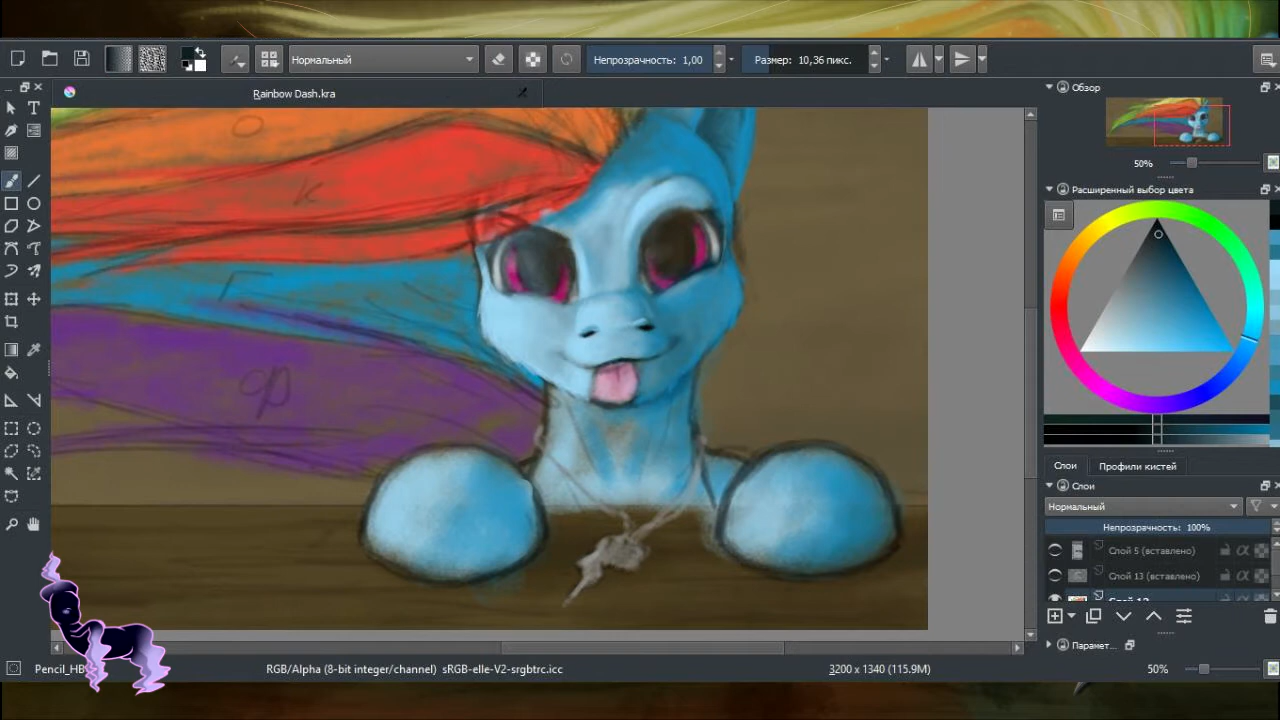 Нормальный
Непрозрачность: 1,00
Размер: 10,36 пикс.
Rainbow Dash.kra
Обзор
50%
Расширенный выбор цвета
О
К
Г
Ф
Слои
Профили кистей
Слои
Нормальный
Непрозрачность: 100%
Слой 5 (вставлено)
Слой 13 (вставлено)
Парамет...
Pencil_HB
RGB/Alpha (8-bit integer/channel) sRGB-elle-V2-srgbtrc.icc
3200 x 1340 (115.9M)
50%